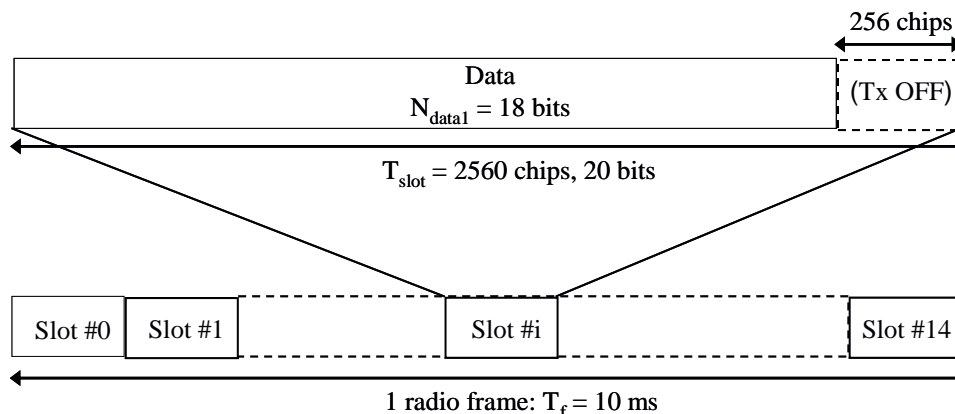 256 chips
Data
N_data1 = 18 bits
(Tx OFF)
T_slot = 2560 chips, 20 bits
Slot #0 Slot #1 Slot #i Slot #14
1 radio frame: T_f = 10 ms